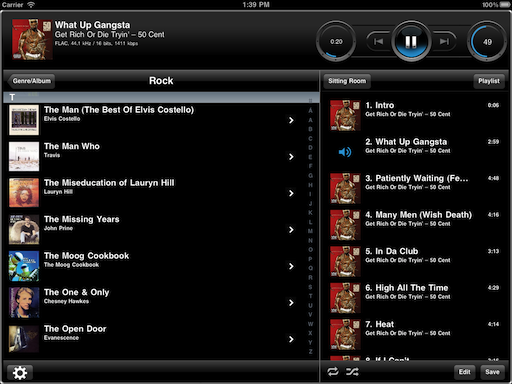 Carrier
1:39 PM
100%
What Up Gangsta
Get Rich Or Die Tryin' – 50 Cent
FLAC, 44.1 kHz / 16 bits, 1411 kbps
0:20
49
Genre/Album
Rock
Sitting Room
Playlist
T
The Man (The Best Of Elvis Costello)
Elvis Costello
The Man Who
Travis
The Miseducation of Lauryn Hill
Lauryn Hill
The Missing Years
John Prine
The Moog Cookbook
The Moog Cookbook
The One & Only
Chesney Hawkes
The Open Door
Evanescence
A
B
C
D
E
F
G
H
I
J
K
L
M
N
O
P
Q
R
S
T
U
V
W
X
Y
Z
1. Intro
0:06
Get Rich Or Die Tryin' – 50 Cent
2. What Up Gangsta
2:59
Get Rich Or Die Tryin' – 50 Cent
3. Patiently Waiting (Fe...
4:48
Get Rich Or Die Tryin' – 50 Cent
4. Many Men (Wish Death)
4:16
Get Rich Or Die Tryin' – 50 Cent
5. In Da Club
3:13
Get Rich Or Die Tryin' – 50 Cent
6. High All The Time
4:29
Get Rich Or Die Tryin' – 50 Cent
7. Heat
4:14
Get Rich Or Die Tryin' – 50 Cent
8. If I Can't
Edit
Save